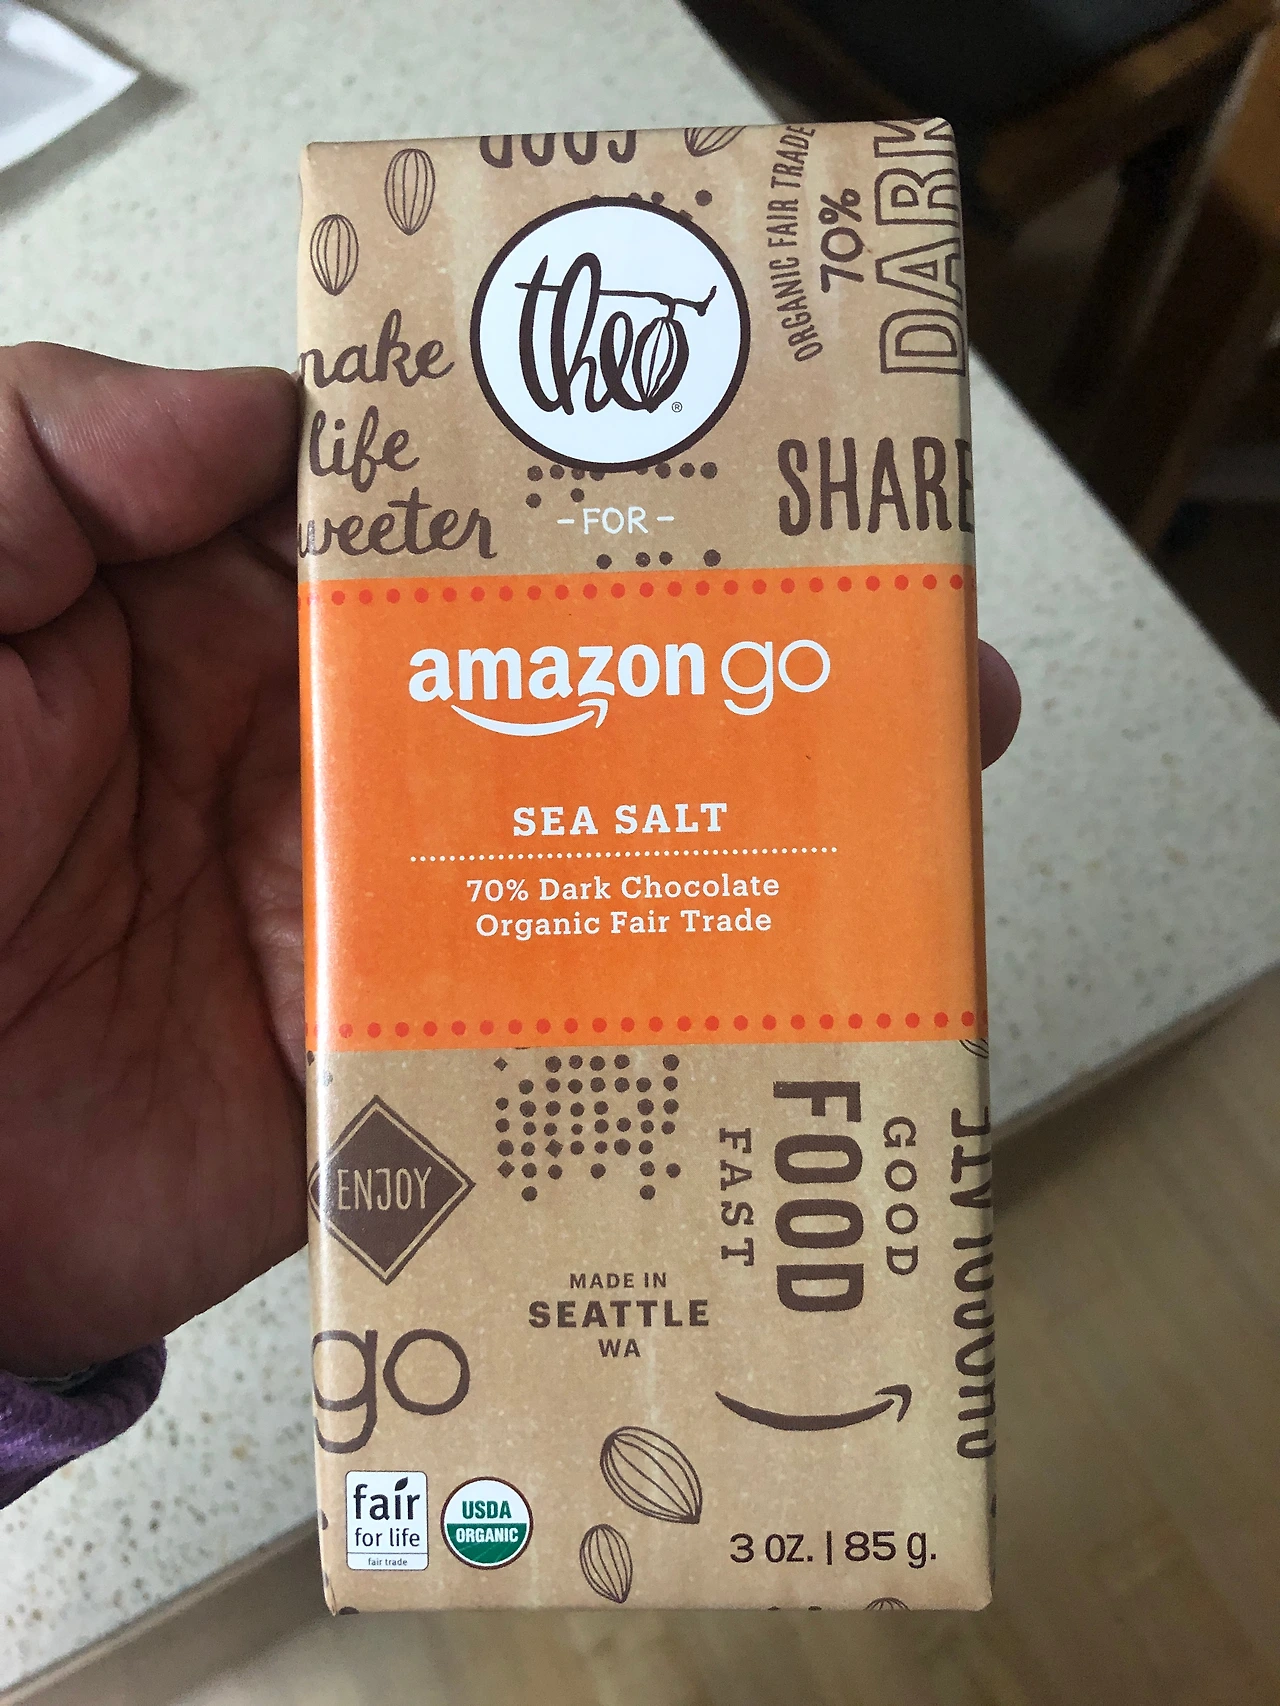 GOOD
theo®
ORGANIC FAIR TRADE
70%
DARK
make
life
sweeter
SHARE
-FOR-
amazon go
SEA SALT
70% Dark Chocolate
Organic Fair Trade
ENJOY
FAST
FOOD
GOOD
CHOCOLATE
MADE IN
SEATTLE
WA
go
fair
for life
fair trade
USDA
ORGANIC
3 OZ. | 85 g.